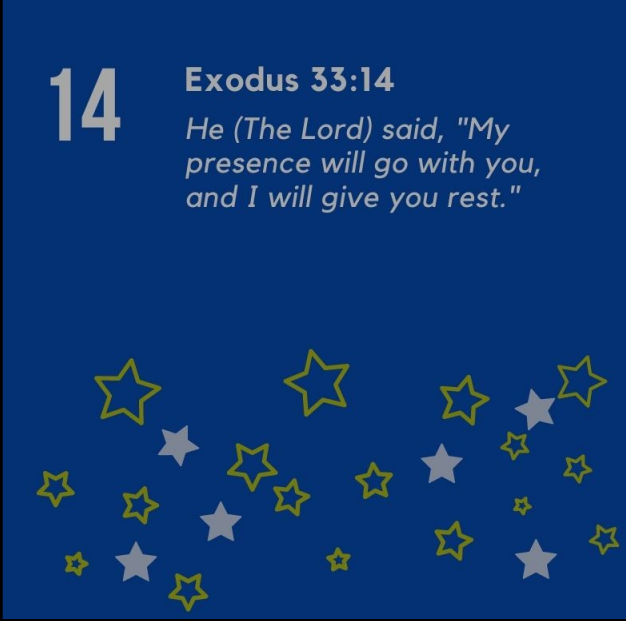 14
Exodus 33:14
He (The Lord) said, "My
presence will go with you,
and I will give you rest."